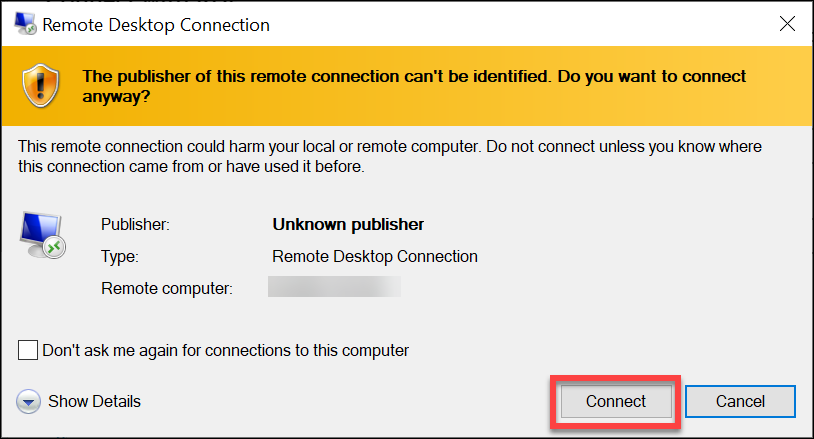 Remote Desktop Connection
The publisher of this remote connection can't be identified. Do you want to connect
anyway?
This remote connection could harm your local or remote computer. Do not connect unless you know where
this connection came from or have used it before.
Publisher: Unknown publisher
Type: Remote Desktop Connection
Remote computer:
Don't ask me again for connections to this computer
Show Details Connect Cancel